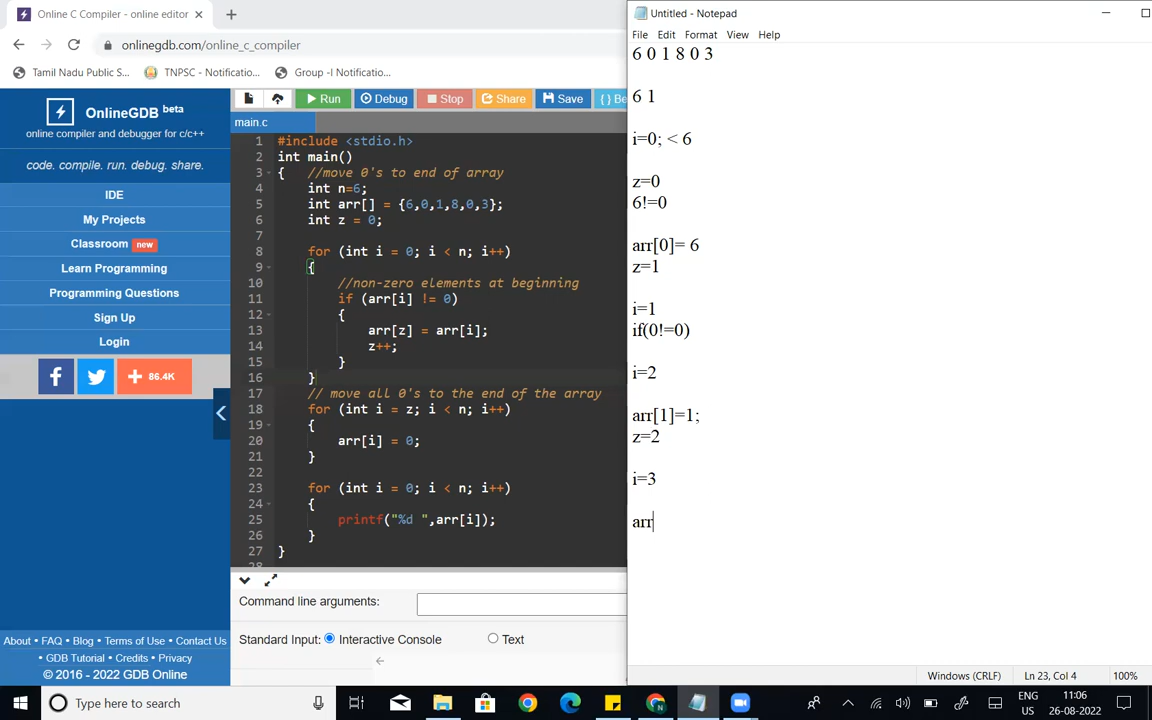 Online C Compiler - online editor
onlinegdb.com/online_c_compiler
Tamil Nadu Public S...
TNPSC - Notificatio...
Group -I Notificatio...
OnlineGDB beta
online compiler and debugger for c/c++
code. compile. run. debug. share.
IDE
My Projects
Classroom new
Learn Programming
Programming Questions
Sign Up
Login
86.4K
About • FAQ • Blog • Terms of Use • Contact Us
• GDB Tutorial • Credits • Privacy
© 2016 - 2022 GDB Online
Run Debug Stop Share Save { } Be
main.c
1 #include <stdio.h>
2 int main()
3 { //move 0's to end of array
4 int n=6;
5 int arr[] = {6,0,1,8,0,3};
6 int z = 0;
7
8 for (int i = 0; i < n; i++)
9 {
10 //non-zero elements at beginning
11 if (arr[i] != 0)
12 {
13 arr[z] = arr[i];
14 z++;
15 }
16 }
17 // move all 0's to the end of the array
18 for (int i = z; i < n; i++)
19 {
20 arr[i] = 0;
21 }
22
23 for (int i = 0; i < n; i++)
24 {
25 printf("%d ",arr[i]);
26 }
27 }
28
Command line arguments:
Standard Input: Interactive Console Text
Untitled - Notepad
File Edit Format View Help
6 0 1 8 0 3
6 1
i=0; < 6
z=0
6!=0
arr[0]= 6
z=1
i=1
if(0!=0)
i=2
arr[1]=1;
z=2
i=3
arr
Windows (CRLF) Ln 23, Col 4 100%
Type here to search
ENG
US
11:06
26-08-2022